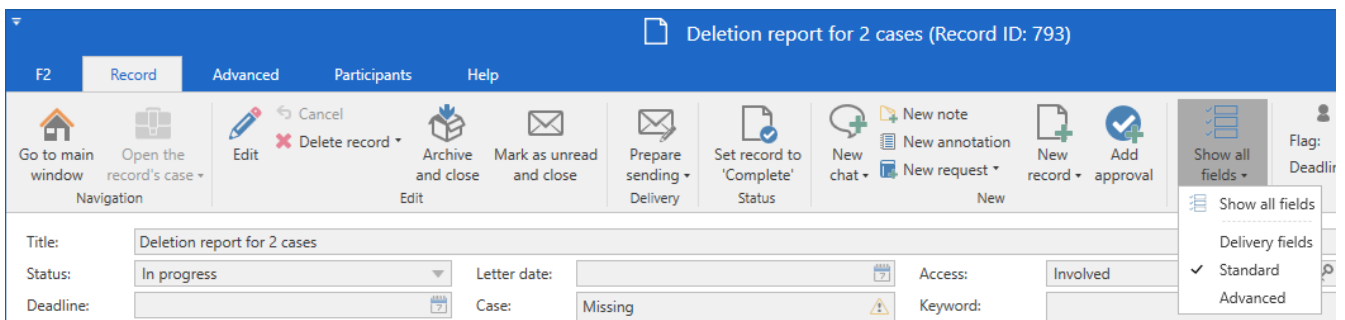 Deletion report for 2 cases (Record ID: 793)
F2 Record Advanced Participants Help
Go to main window
Open the record's case
Navigation
Edit
Cancel
Delete record
Archive and close
Mark as unread and close
Edit
Prepare sending
Delivery
Set record to 'Complete'
Status
New chat
New note
New annotation
New request
New record
Add approval
New
Show all fields
Flag:
Show all fields
Delivery fields
Standard
Advanced
Title: Deletion report for 2 cases
Status: In progress Letter date: Access: Involved
Deadline: Case: Missing Keyword: